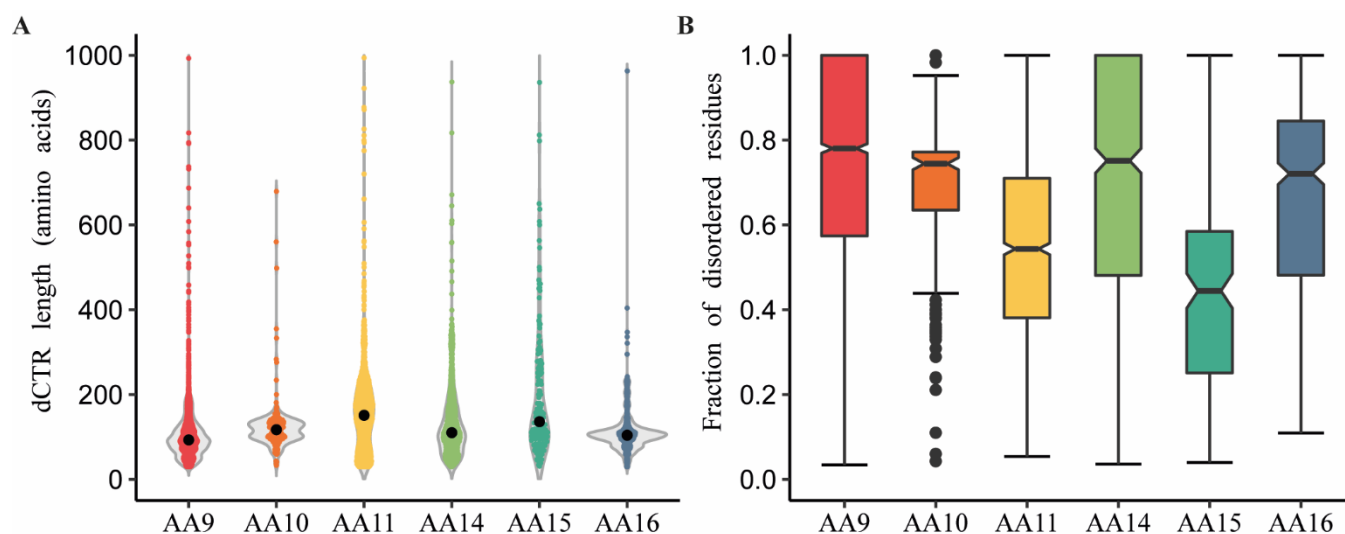 A
dCTR length (amino acids)
1000
800
600
400
200
0
AA9 AA10 AA11 AA14 AA15 AA16
B
Fraction of disordered residues
1.0
0.8
0.6
0.4
0.2
0.0
AA9 AA10 AA11 AA14 AA15 AA16